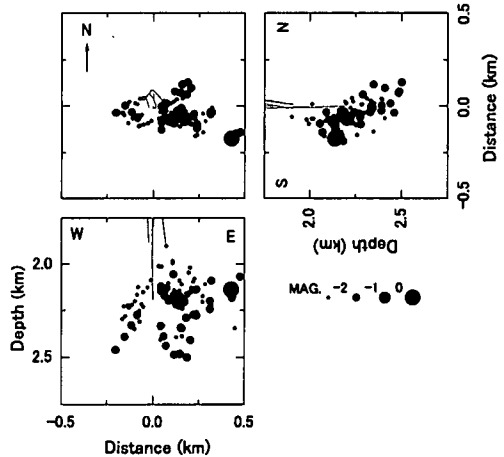 N
N
S
0.5
0.0
-0.5
Distance (km)
2.0
2.5
Depth (km)
W
E
2.0
2.5
Depth (km)
-0.5
0.0
0.5
Distance (km)
MAG. -2 -1 0